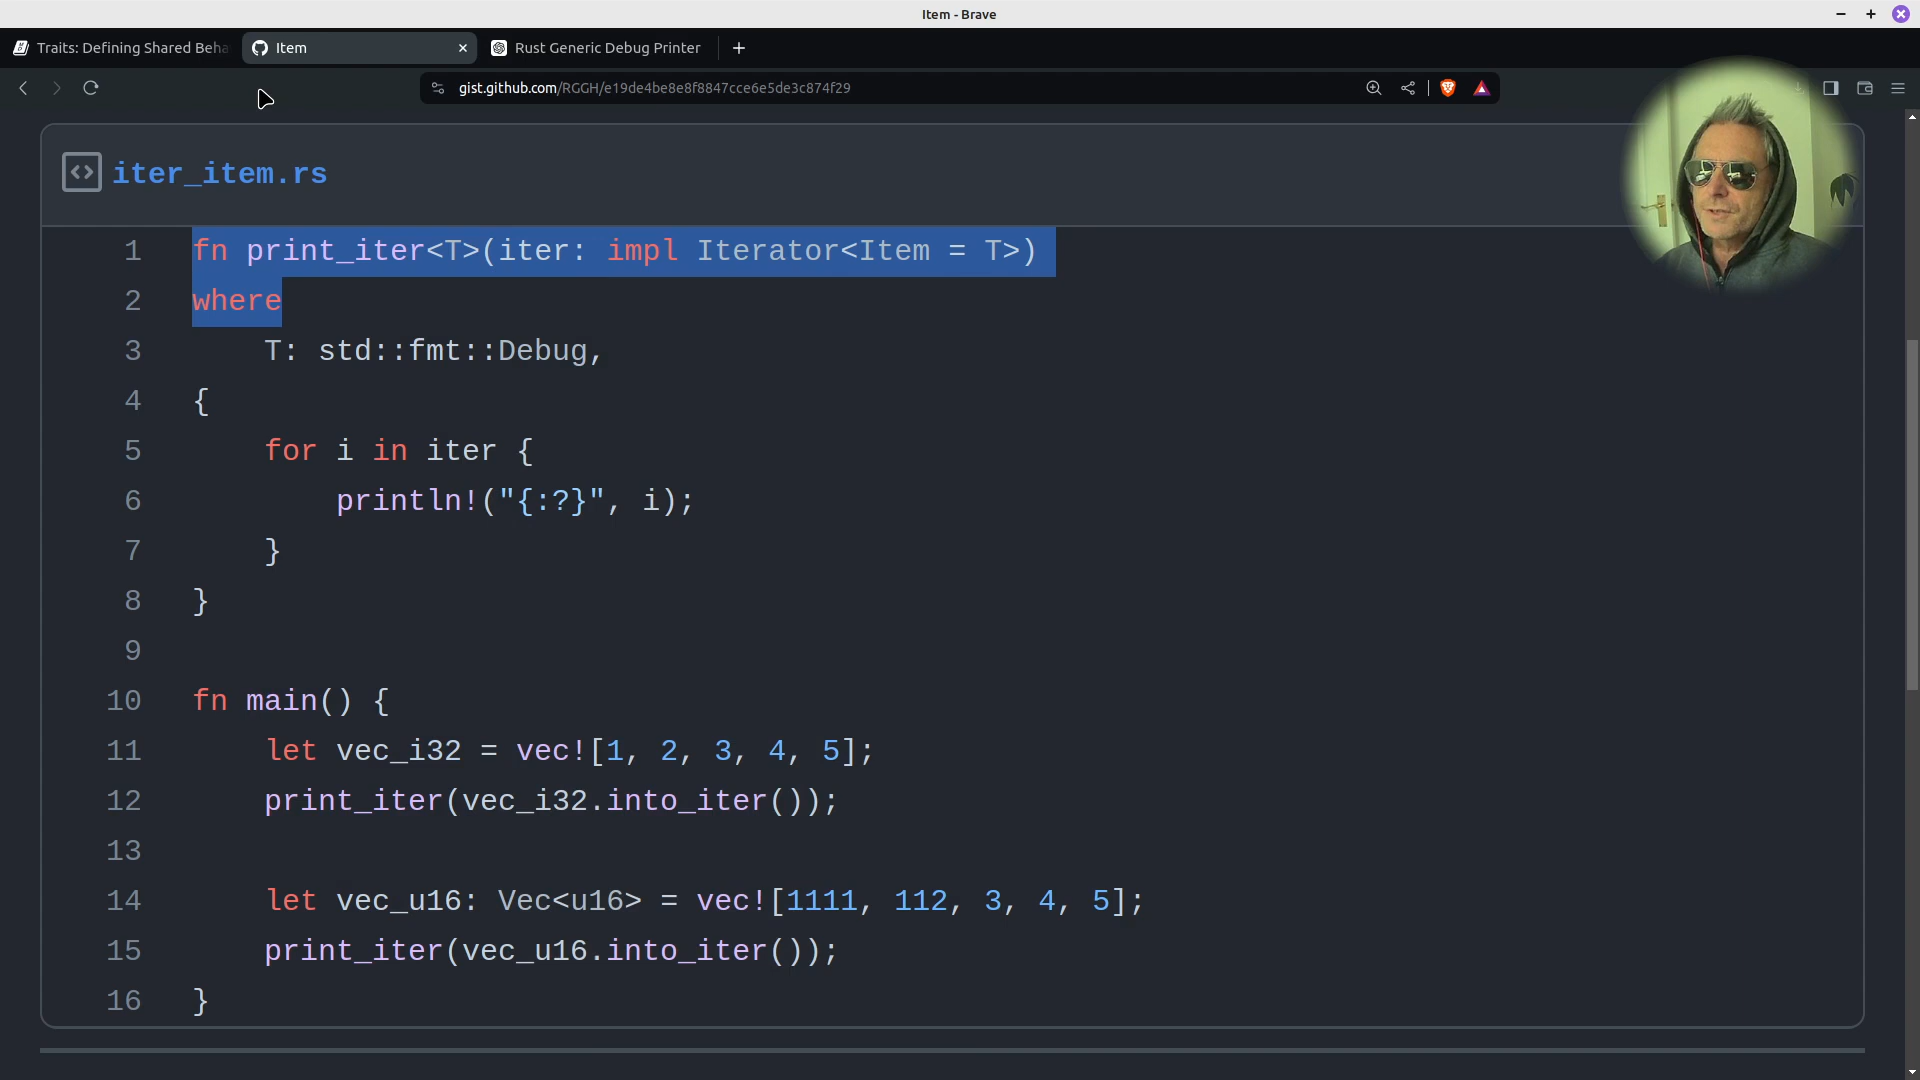 Item - Brave
Traits: Defining Shared Beha
Item
Rust Generic Debug Printer
gist.github.com/RGGH/e19de4be8e8f8847cce6e5de3c874f29
iter_item.rs
1 fn print_iter<T>(iter: impl Iterator<Item = T>)
2 where
3     T: std::fmt::Debug,
4 {
5     for i in iter {
6         println!("{:?}", i);
7     }
8 }
9
10 fn main() {
11     let vec_i32 = vec![1, 2, 3, 4, 5];
12     print_iter(vec_i32.into_iter());
13
14     let vec_u16: Vec<u16> = vec![1111, 112, 3, 4, 5];
15     print_iter(vec_u16.into_iter());
16 }